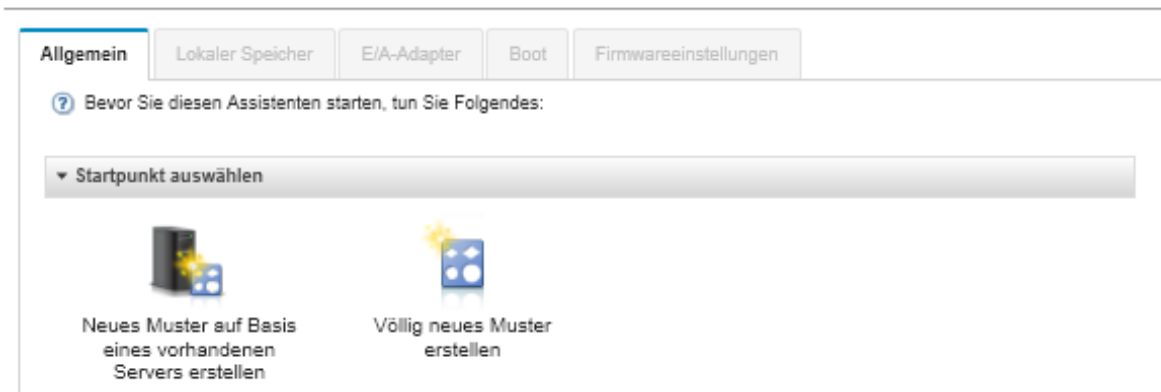 Allgemein Lokaler Speicher E/A-Adapter Boot Firmwareeinstellungen
Bevor Sie diesen Assistenten starten, tun Sie Folgendes:
Startpunkt auswählen
Neues Muster auf Basis
eines vorhandenen
Servers erstellen
Völlig neues Muster
erstellen